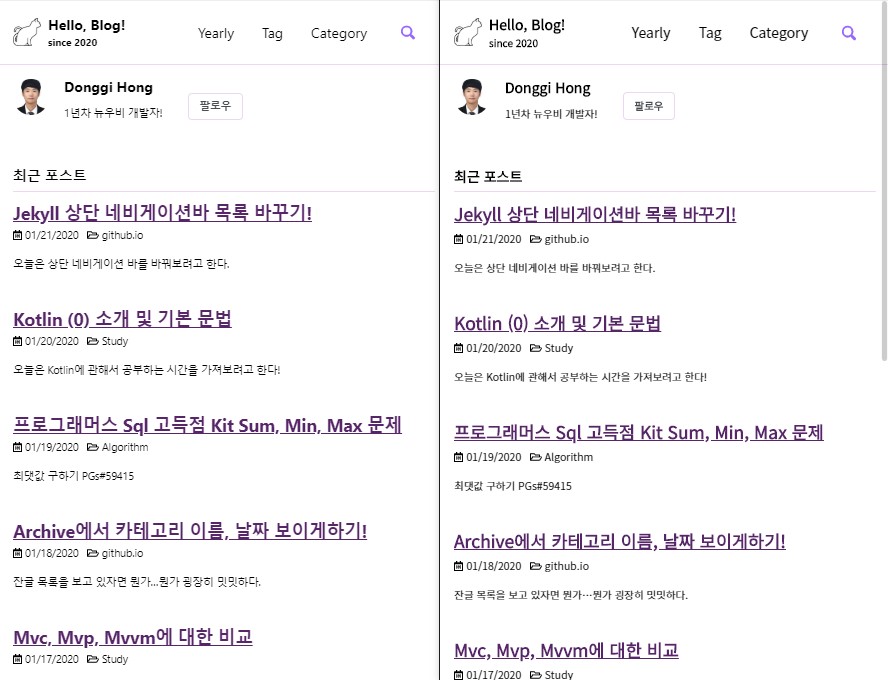 Hello, Blog!
since 2020
Yearly Tag Category
Donggi Hong
1년차 뉴우비 개발자!
팔로우
최근 포스트
Jekyll 상단 네비게이션바 목록 바꾸기!
01/21/2020 github.io
오늘은 상단 네비게이션 바를 바꿔보려고 한다.
Kotlin (0) 소개 및 기본 문법
01/20/2020 Study
오늘은 Kotlin에 관해서 공부하는 시간을 가져보려고 한다!
프로그래머스 Sql 고득점 Kit Sum, Min, Max 문제
01/19/2020 Algorithm
최댓값 구하기 PGs#59415
Archive에서 카테고리 이름, 날짜 보이게하기!
01/18/2020 github.io
잔글 목록을 보고 있자면 뭔가...뭔가 굉장히 밋밋하다.
Mvc, Mvp, Mvvm에 대한 비교
01/17/2020 Study
Hello, Blog!
since 2020
Yearly Tag Category
Donggi Hong
1년차 뉴우비 개발자!
팔로우
최근 포스트
Jekyll 상단 네비게이션바 목록 바꾸기!
01/21/2020 github.io
오늘은 상단 네비게이션 바를 바꿔보려고 한다.
Kotlin (0) 소개 및 기본 문법
01/20/2020 Study
오늘은 Kotlin에 관해서 공부하는 시간을 가져보려고 한다!
프로그래머스 Sql 고득점 Kit Sum, Min, Max 문제
01/19/2020 Algorithm
최댓값 구하기 PGs#59415
Archive에서 카테고리 이름, 날짜 보이게하기!
01/18/2020 github.io
잔글 목록을 보고 있자면 뭔가…뭔가 굉장히 밋밋하다.
Mvc, Mvp, Mvvm에 대한 비교
01/17/2020 Study